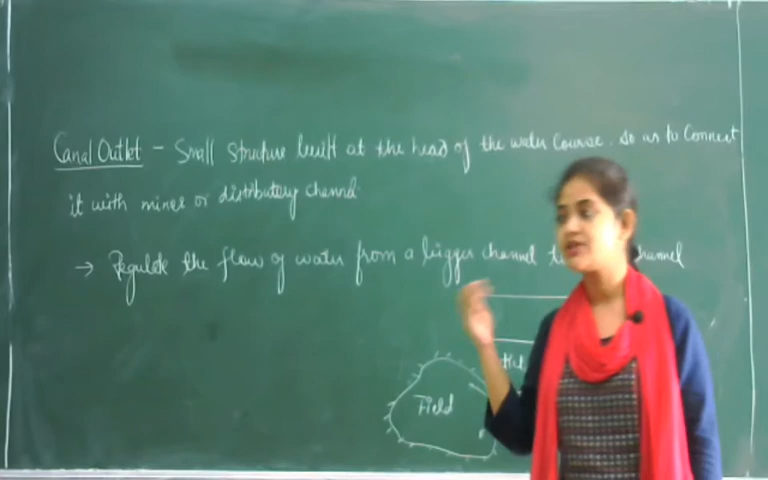 Canal Outlet - Small structure built at the head of the water course. So as to connect
it with minor or distributary channel
→ Regulate the flow of water from a bigger channel channel
Field